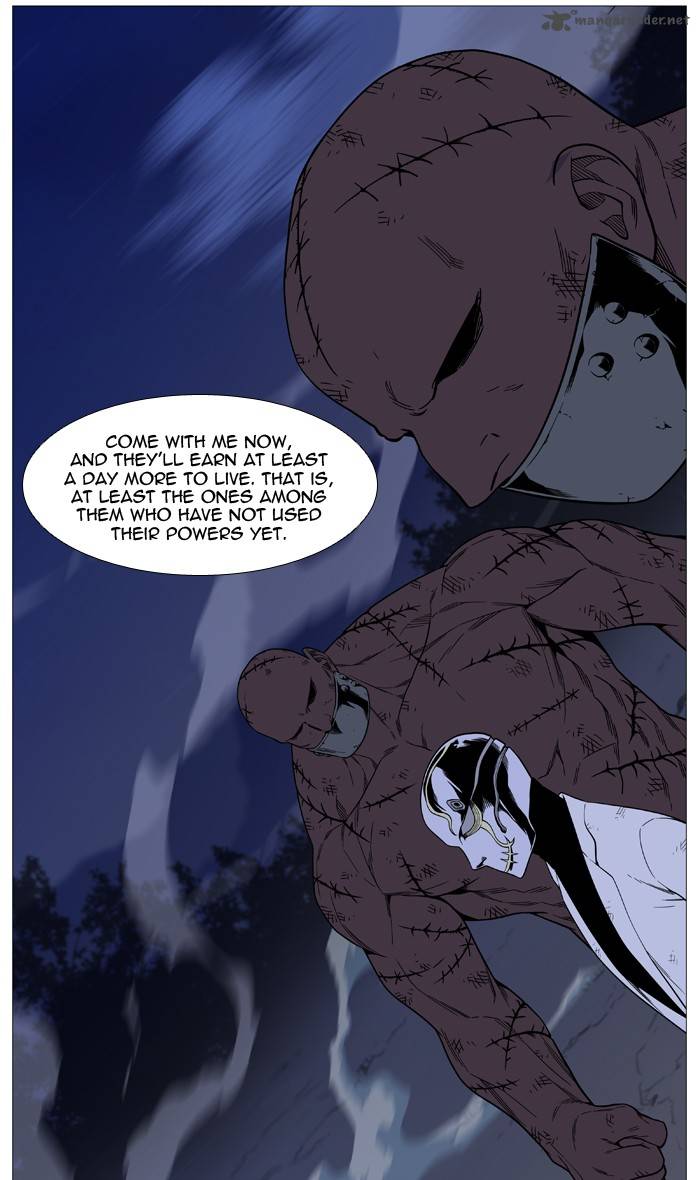 mangareader.net
COME WITH ME NOW,
AND THEY'LL EARN AT LEAST
A DAY MORE TO LIVE. THAT IS,
AT LEAST THE ONES AMONG
THEM WHO HAVE NOT USED
THEIR POWERS YET.